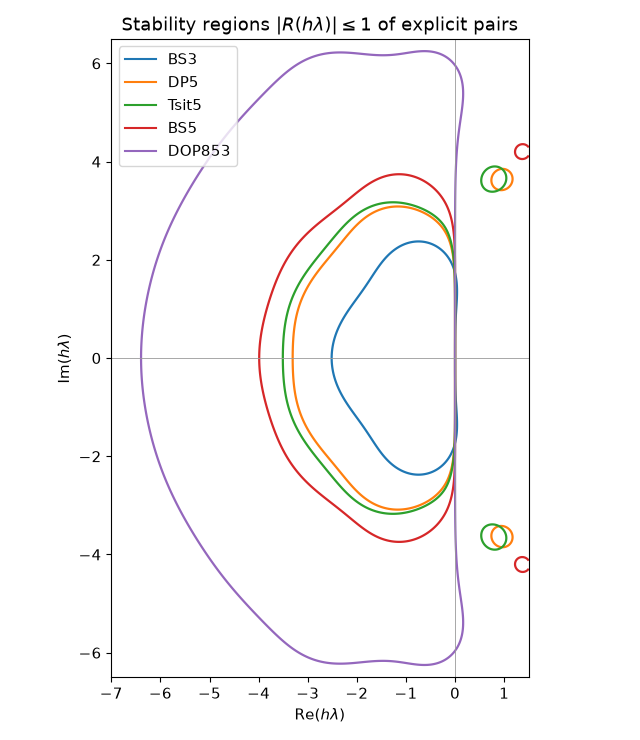 Stability regions |R(hλ)| ≤ 1 of explicit pairs
BS3
DP5
Tsit5
BS5
DOP853
6
4
2
0
−2
−4
−6
Im(hλ)
−7 −6 −5 −4 −3 −2 −1 0 1
Re(hλ)